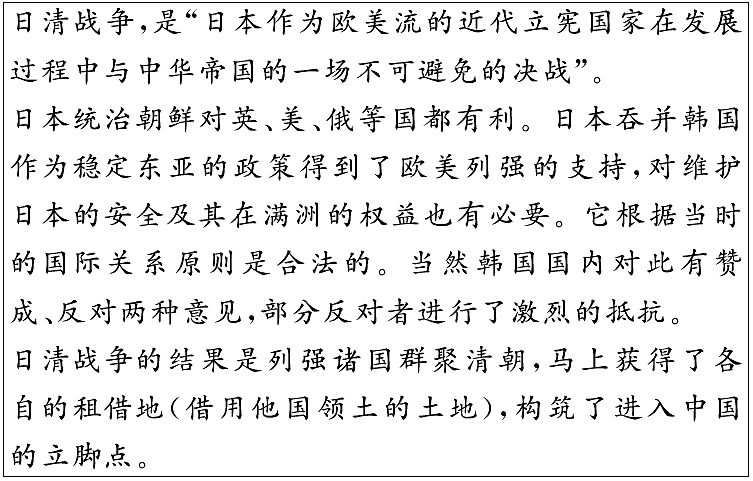 日清战争，是“日本作为欧美流的近代立宪国家在发展
过程中与中华帝国的一场不可避免的决战”。
日本统治朝鲜对英、美、俄等国都有利。日本吞并韩国
作为稳定东亚的政策得到了欧美列强的支持，对维护
日本的安全及其在满洲的权益也有必要。它根据当时
的国际关系原则是合法的。当然韩国国内对此有赞
成、反对两种意见，部分反对者进行了激烈的抵抗。
日清战争的结果是列强诸国群聚清朝，马上获得了各
自的租借地（借用他国领土的土地），构筑了进入中国
的立脚点。